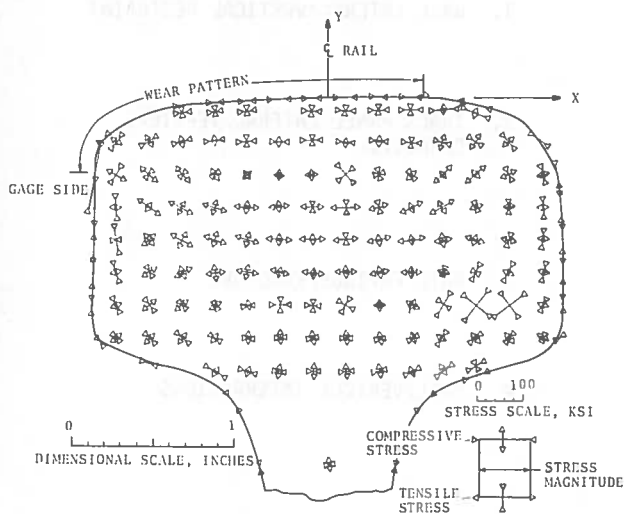 Y
℄ RAIL
WEAR PATTERN
X
GAGE SIDE
0 100
STRESS SCALE, KSI
0 1
DIMENSIONAL SCALE, INCHES
COMPRESSIVE
STRESS
STRESS
MAGNITUDE
TENSILE
STRESS